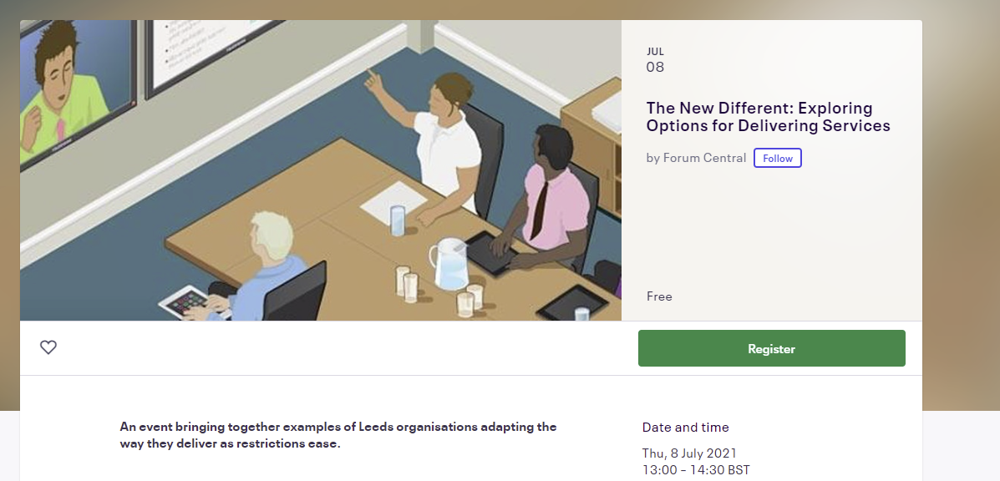 JUL
08
The New Different: Exploring
Options for Delivering Services
by Forum Central Follow
Free
Register
An event bringing together examples of Leeds organisations adapting the
way they deliver as restrictions ease.
Date and time
Thu, 8 July 2021
13:00 – 14:30 BST